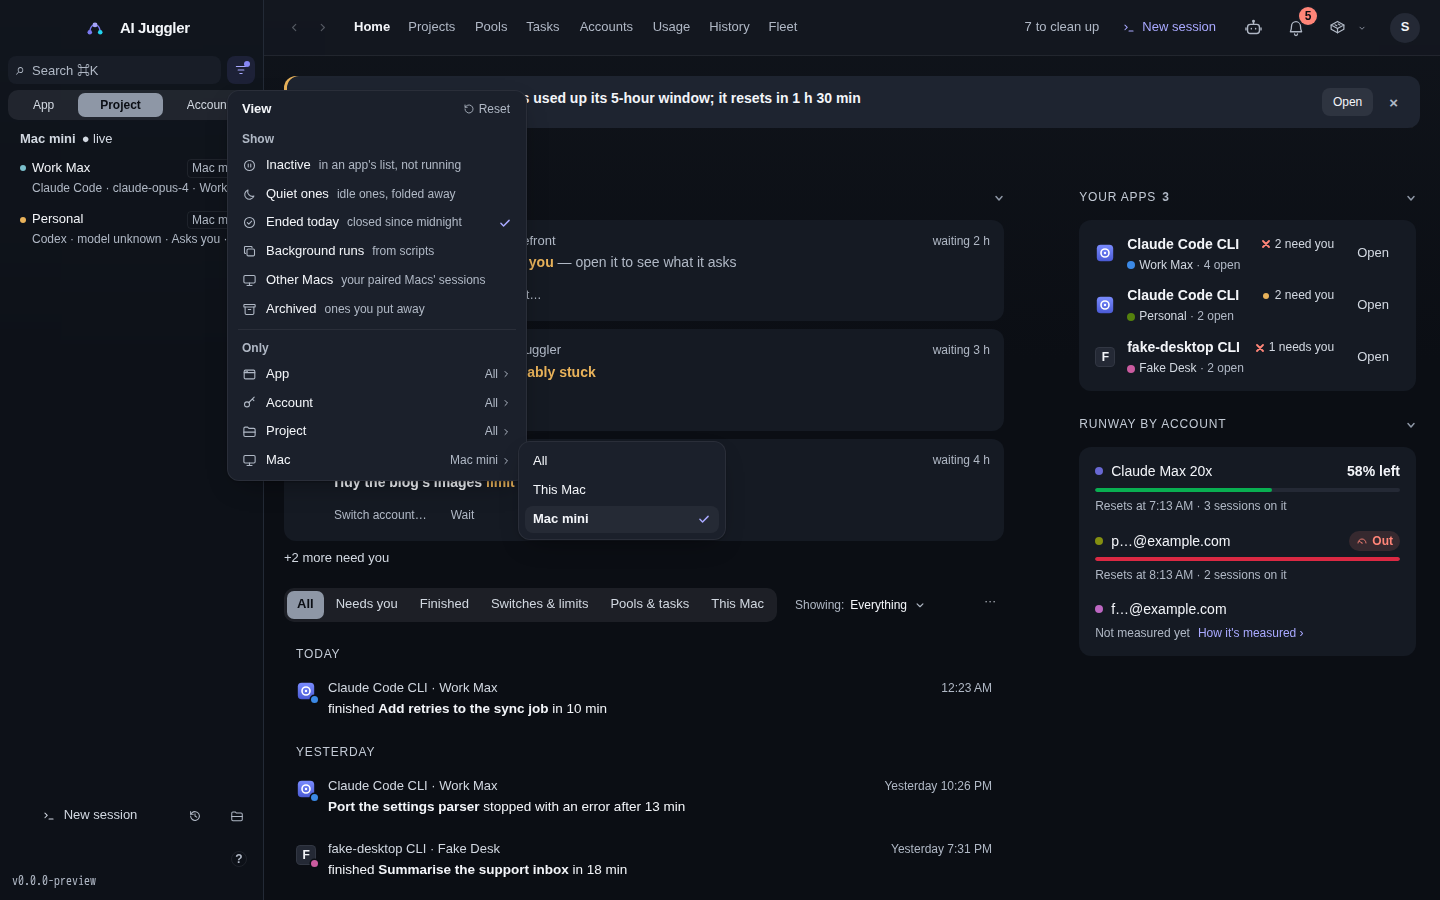 AI Juggler
Home Projects Pools Tasks Accounts Usage History Fleet
7 to clean up
New session
5
S
Search ⌘K
App Project Accoun
Mac mini ● live
Work Max Mac m
Claude Code · claude-opus-4 · Work
Personal Mac m
Codex · model unknown · Asks you ·
s used up its 5-hour window; it resets in 1 h 30 min
Open ×
View Reset
Show
Inactive in an app's list, not running
Quiet ones idle ones, folded away
Ended today closed since midnight
Background runs from scripts
Other Macs your paired Macs' sessions
Archived ones you put away
Only
App All ›
Account All ›
Project All ›
Mac Mac mini ›
All
This Mac
Mac mini
efront waiting 2 h
you — open it to see what it asks
t…
uggler waiting 3 h
ably stuck
waiting 4 h
Tidy the blog's images limit
Switch account… Wait
+2 more need you
All Needs you Finished Switches & limits Pools & tasks This Mac
Showing: Everything
···
TODAY
Claude Code CLI · Work Max 12:23 AM
finished Add retries to the sync job in 10 min
YESTERDAY
Claude Code CLI · Work Max Yesterday 10:26 PM
Port the settings parser stopped with an error after 13 min
F
fake-desktop CLI · Fake Desk Yesterday 7:31 PM
finished Summarise the support inbox in 18 min
YOUR APPS 3
Claude Code CLI 2 need you Open
Work Max · 4 open
Claude Code CLI 2 need you Open
Personal · 2 open
F
fake-desktop CLI 1 needs you Open
Fake Desk · 2 open
RUNWAY BY ACCOUNT
Claude Max 20x 58% left
Resets at 7:13 AM · 3 sessions on it
p…@example.com Out
Resets at 8:13 AM · 2 sessions on it
f…@example.com
Not measured yet How it's measured ›
New session
?
v0.0.0-preview